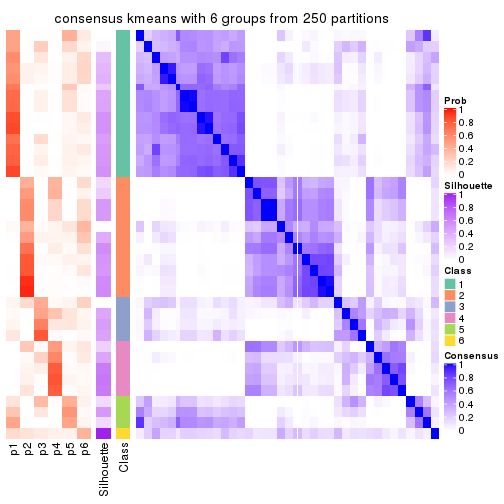 consensus kmeans with 6 groups from 250 partitions
Prob
1
0.8
0.6
0.4
0.2
0
Silhouette
1
0.8
0.6
0.4
0.2
0
Class
1
2
3
4
5
6
Consensus
1
0.8
0.6
0.4
0.2
0
p1
p2
p3
p4
p5
p6
Silhouette
Class